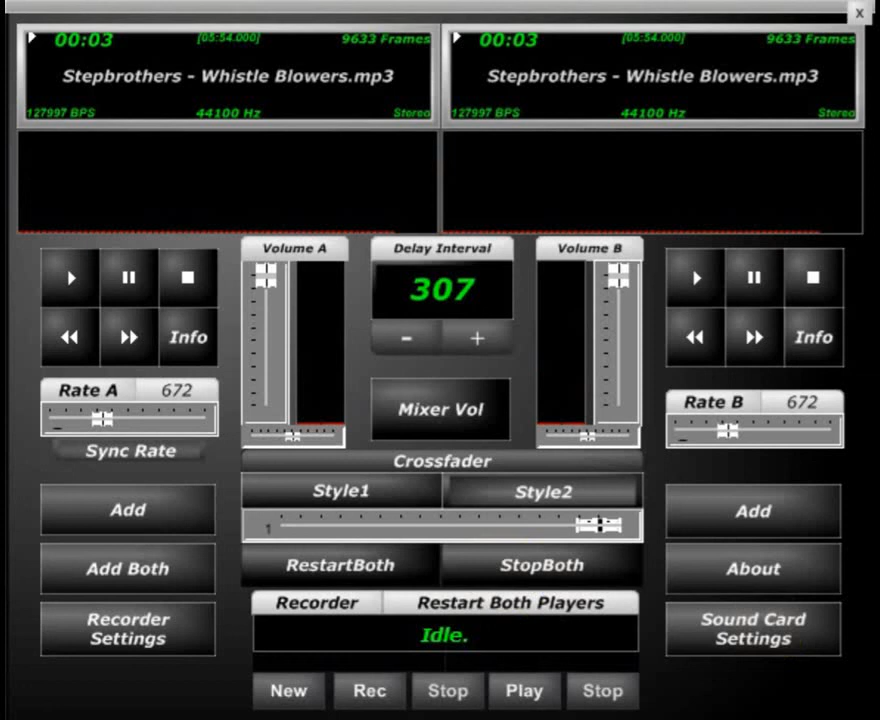 X
00:03 [05:54.000] 9633 Frames
Stepbrothers - Whistle Blowers.mp3
127997 BPS 44100 Hz Stereo
00:03 [05:54.000] 9633 Frames
Stepbrothers - Whistle Blowers.mp3
127997 BPS 44100 Hz Stereo
Volume A
Delay Interval
Volume B
307
- +
Info
Info
Rate A 672
Mixer Vol
Rate B 672
Sync Rate
Crossfader
Style1 Style2
1
Add
Add
RestartBoth StopBoth
Add Both
About
Recorder Restart Both Players
Recorder
Settings
Idle.
Sound Card
Settings
New Rec Stop Play Stop